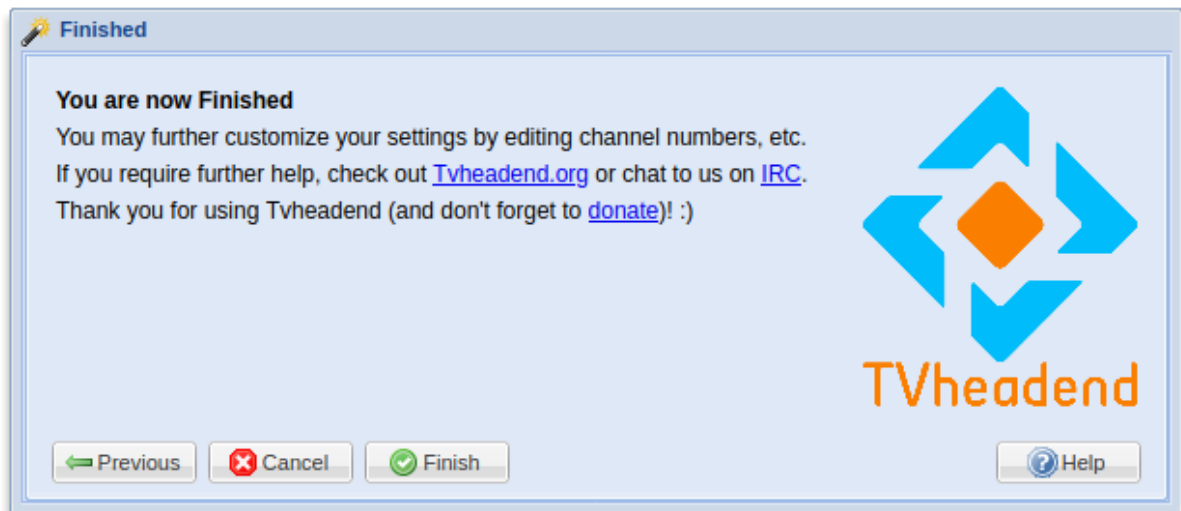 Finished
You are now Finished
You may further customize your settings by editing channel numbers, etc.
If you require further help, check out Tvheadend.org or chat to us on IRC.
Thank you for using Tvheadend (and don't forget to donate)! :)
TVheadend
Previous Cancel Finish Help